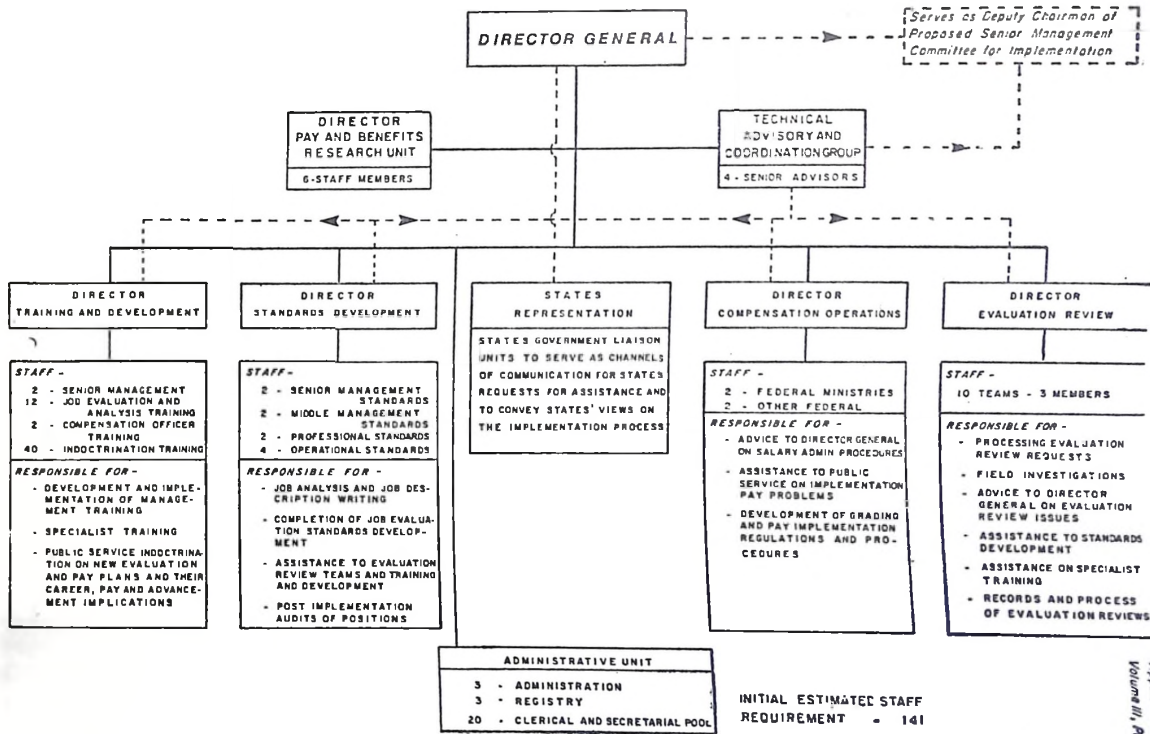 DIRECTOR GENERAL
Serves as Deputy Chairman of
Proposed Senior Management
Committee for Implementation
DIRECTOR
PAY AND BENEFITS
RESEARCH UNIT
6-STAFF MEMBERS
TECHNICAL
ADVISORY AND
COORDINATION GROUP
4 - SENIOR ADVISORS
DIRECTOR
TRAINING AND DEVELOPMENT
STAFF -
2 - SENIOR MANAGEMENT
12 - JOB EVALUATION AND
ANALYSIS TRAINING
2 - COMPENSATION OFFICER
TRAINING
40 - INDOCTRINATION TRAINING
RESPONSIBLE FOR -
- DEVELOPMENT AND IMPLE-
MENTATION OF MANAGE-
MENT TRAINING
- SPECIALIST TRAINING
- PUBLIC SERVICE INDOCTRINA-
TION ON NEW EVALUATION
AND PAY PLANS AND THEIR
CAREER, PAY AND ADVANCE-
MENT IMPLICATIONS
DIRECTOR
STANDARDS DEVELOPMENT
STAFF -
2 - SENIOR MANAGEMENT
STANDARDS
2 - MIDDLE MANAGEMENT
STANDARDS
2 - PROFESSIONAL STANDARDS
4 - OPERATIONAL STANDARDS
RESPONSIBLE FOR -
- JOB ANALYSIS AND JOB DES-
CRIPTION WRITING
- COMPLETION OF JOB EVALUA-
TION STANDARDS DEVELOP-
MENT
- ASSISTANCE TO EVALUATION
REVIEW TEAMS AND TRAINING
AND DEVELOPMENT
- POST IMPLEMENTATION
AUDITS OF POSITIONS
STATES
REPRESENTATION
STATES GOVERNMENT LIAISON
UNITS TO SERVE AS CHANNELS
OF COMMUNICATION FOR STATES
REQUESTS FOR ASSISTANCE AND
TO CONVEY STATES' VIEWS ON
THE IMPLEMENTATION PROCESS
DIRECTOR
COMPENSATION OPERATIONS
STAFF -
2 - FEDERAL MINISTRIES
2 - OTHER FEDERAL
RESPONSIBLE FOR -
- ADVICE TO DIRECTOR GENERAL
ON SALARY ADMIN PROCEDURES
- ASSISTANCE TO PUBLIC
SERVICE ON IMPLEMENTATION
PAY PROBLEMS
- DEVELOPMENT OF GRADING
AND PAY IMPLEMENTATION
REGULATIONS AND PRO-
CEDURES
DIRECTOR
EVALUATION REVIEW
STAFF -
10 TEAMS - 3 MEMBERS
RESPONSIBLE FOR -
- PROCESSING EVALUATION
REVIEW REQUESTS
- FIELD INVESTIGATIONS
- ADVICE TO DIRECTOR
GENERAL ON EVALUATION
REVIEW ISSUES
- ASSISTANCE TO STANDARDS
DEVELOPMENT
- ASSISTANCE ON SPECIALIST
TRAINING
- RECORDS AND PROCESS
OF EVALUATION REVIEWS
ADMINISTRATIVE UNIT
3 - ADMINISTRATION
3 - REGISTRY
20 - CLERICAL AND SECRETARIAL POOL
INITIAL ESTIMATED STAFF
REQUIREMENT - 141
Volume III,